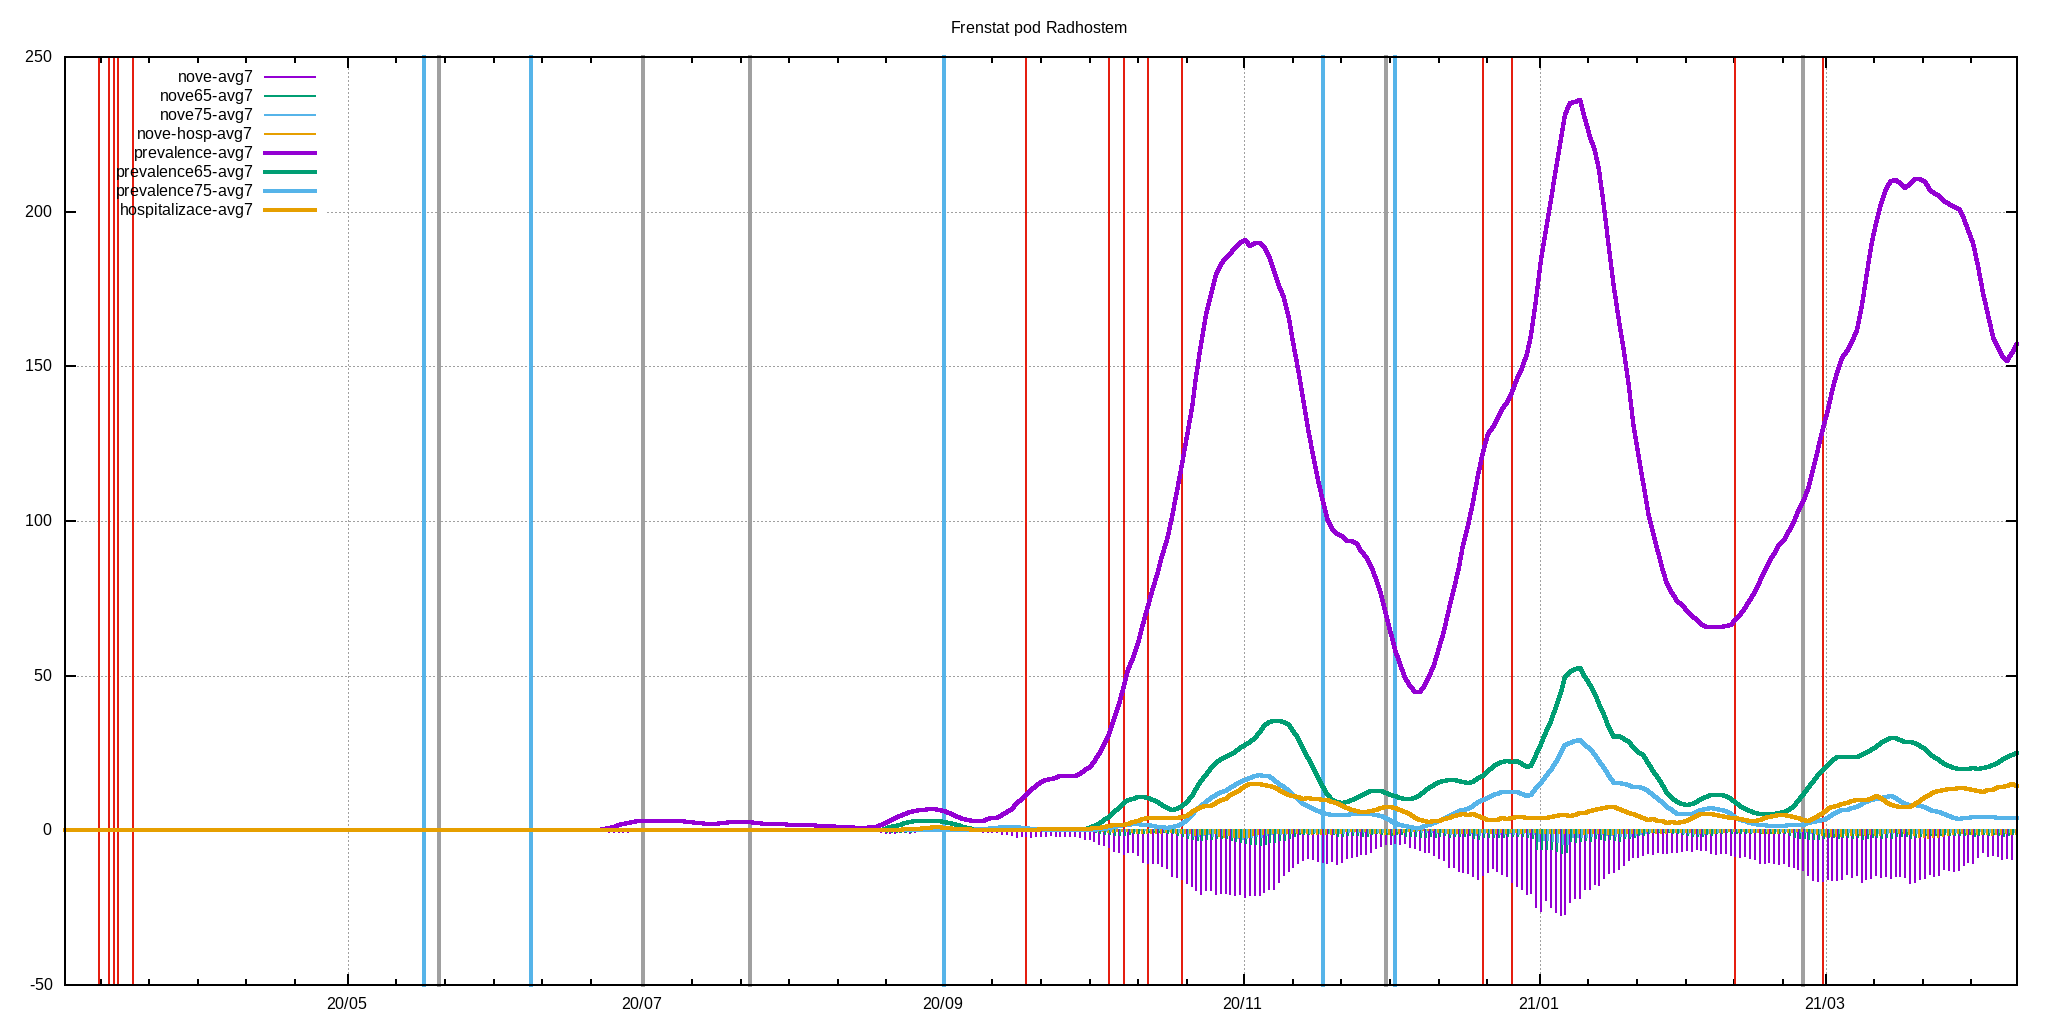 Frenstat pod Radhostem
250
200
150
100
50
0
-50
nove-avg7
nove65-avg7
nove75-avg7
nove-hosp-avg7
prevalence-avg7
prevalence65-avg7
prevalence75-avg7
hospitalizace-avg7
20/05 20/07 20/09 20/11 21/01 21/03